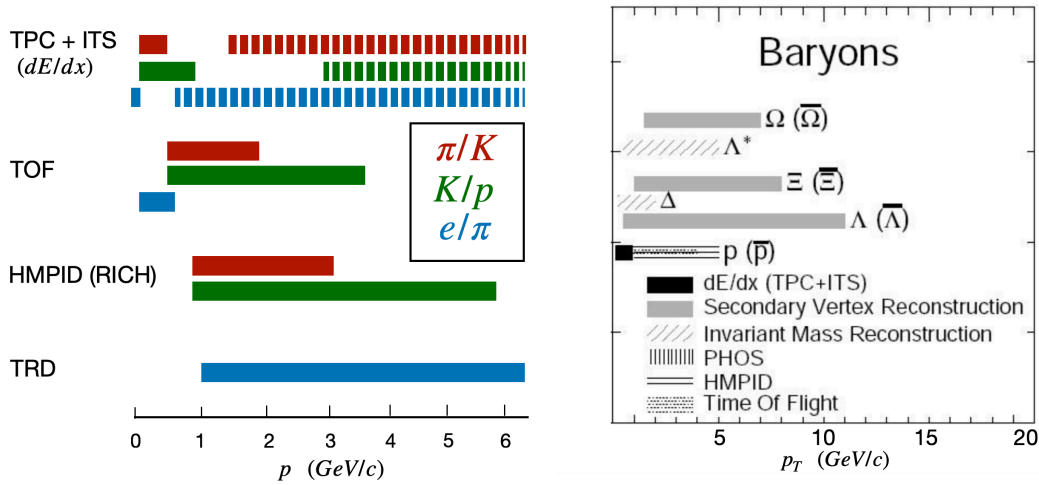 TPC + ITS
(dE/dx)
TOF
HMPID (RICH)
TRD
π/K
K/p
e/π
0 1 2 3 4 5 6
p (GeV/c)
Baryons
Ω (Ω̅)
Λ*
Ξ (Ξ̅)
Δ
Λ (Λ̅)
p (p̅)
dE/dx (TPC+ITS)
Secondary Vertex Reconstruction
Invariant Mass Reconstruction
PHOS
HMPID
Time Of Flight
5 10 15 20
p_T (GeV/c)